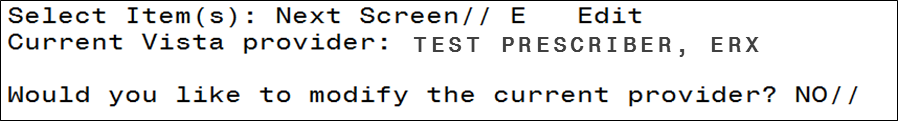 Select Item(s): Next Screen// E   Edit
Current Vista provider: TEST PRESCRIBER, ERX
Would you like to modify the current provider? NO//